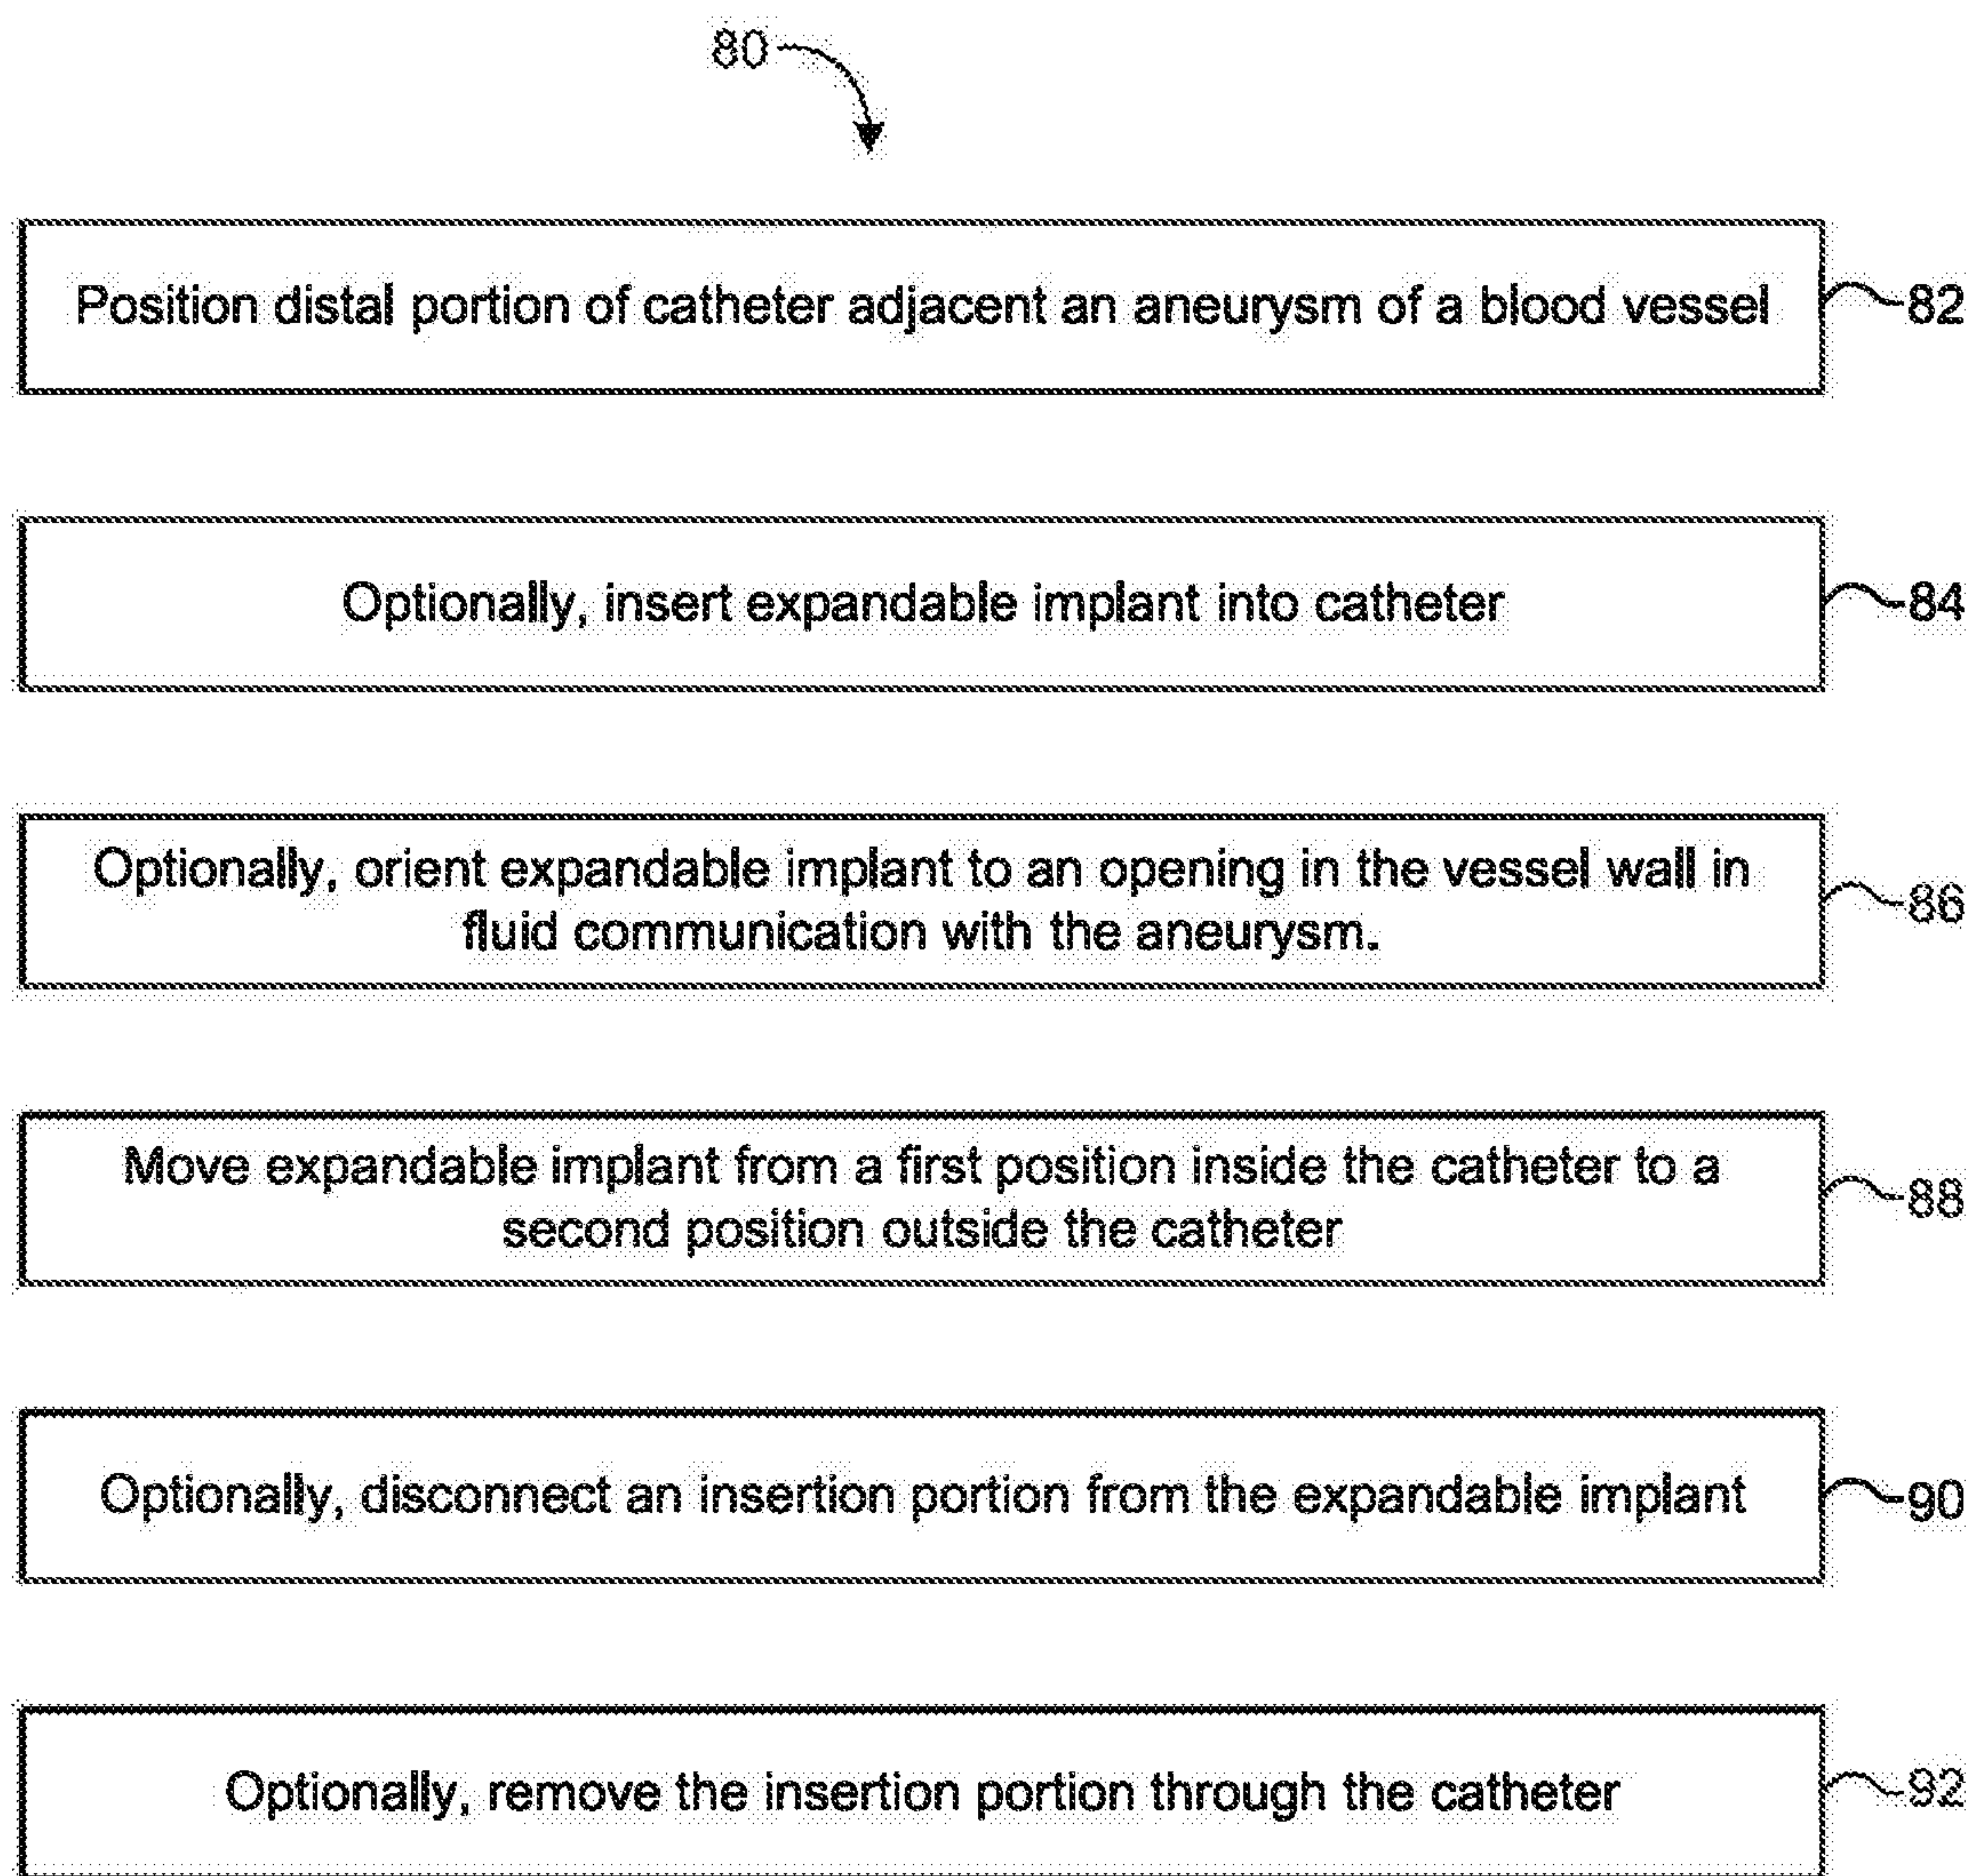 80
Position distal portion of catheter adjacent an aneurysm of a blood vessel
82
Optionally, insert expandable implant into catheter
84
Optionally, orient expandable implant to an opening in the vessel wall in
fluid communication with the aneurysm.
86
Move expandable implant from a first position inside the catheter to a
second position outside the catheter
88
Optionally, disconnect an insertion portion from the expandable implant
90
Optionally, remove the insertion portion through the catheter
92